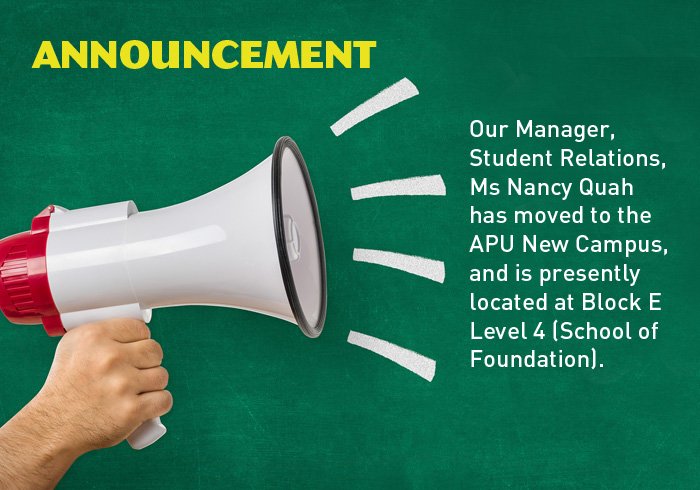 ANNOUNCEMENT
Our Manager,
Student Relations,
Ms Nancy Quah
has moved to the
APU New Campus,
and is presently
located at Block E
Level 4 (School of
Foundation).